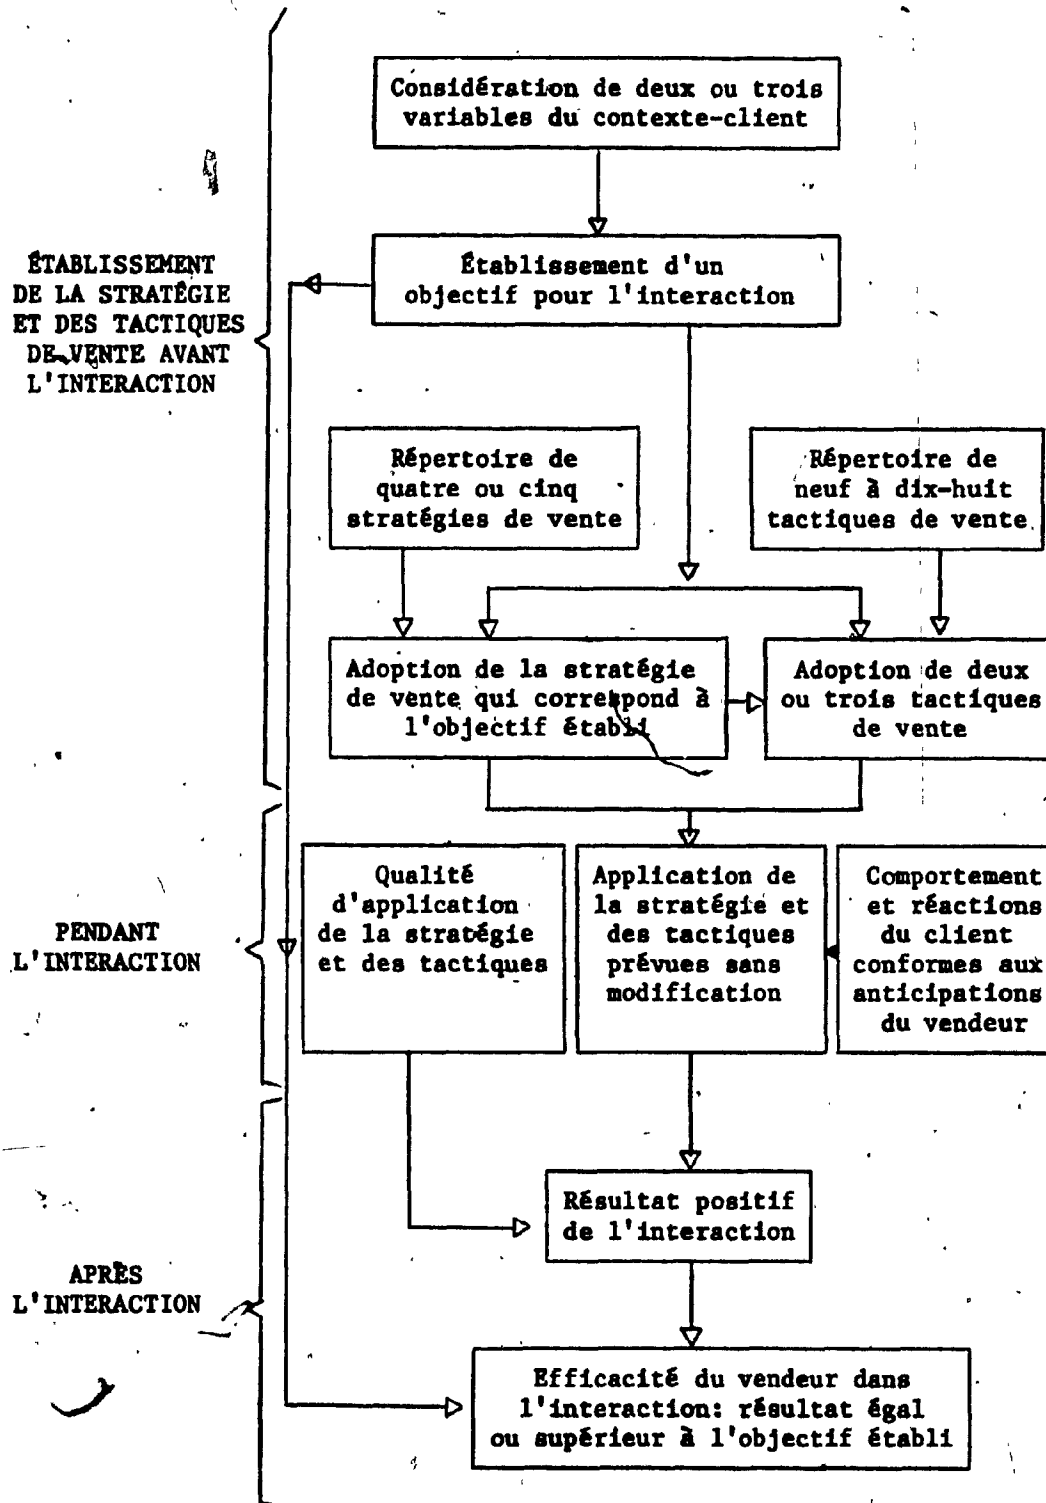 Considération de deux ou trois
variables du contexte-client
ÉTABLISSEMENT
DE LA STRATÉGIE
ET DES TACTIQUES
DE VENTE AVANT
L'INTERACTION
Établissement d'un
objectif pour l'interaction
Répertoire de
quatre ou cinq
stratégies de vente
Répertoire de
neuf à dix-huit
tactiques de vente
Adoption de la stratégie
de vente qui correspond à
l'objectif établi
Adoption de deux
ou trois tactiques
de vente
PENDANT
L'INTERACTION
Qualité
d'application
de la stratégie
et des tactiques
Application de
la stratégie et
des tactiques
prévues sans
modification
Comportement
et réactions
du client
conformes aux
anticipations
du vendeur
Résultat positif
de l'interaction
APRÈS
L'INTERACTION
Efficacité du vendeur dans
l'interaction: résultat égal
ou supérieur à l'objectif établi